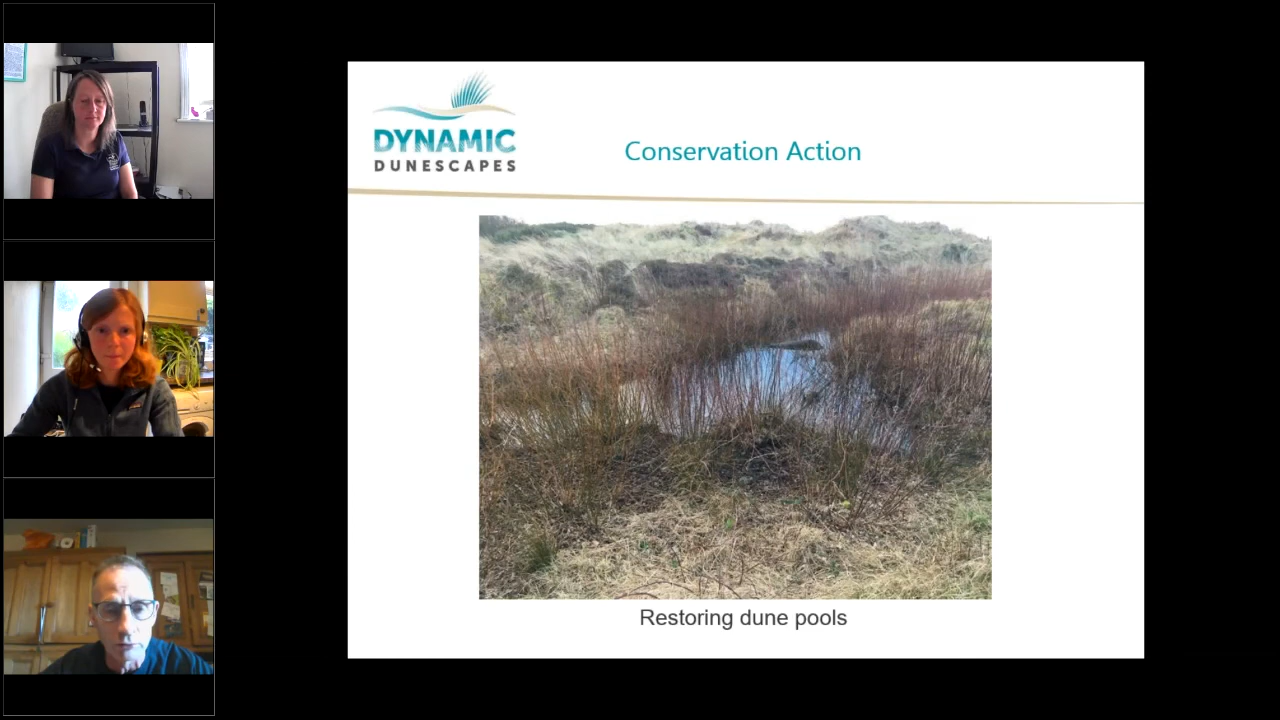 DYNAMIC
DUNESCAPES
Conservation Action
Restoring dune pools